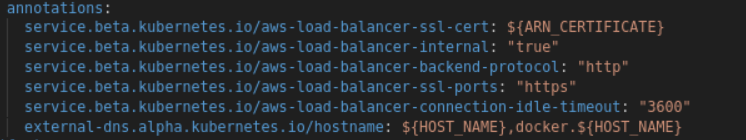 annotations:
service.beta.kubernetes.io/aws-load-balancer-ssl-cert: ${ARN_CERTIFICATE}
service.beta.kubernetes.io/aws-load-balancer-internal: "true"
service.beta.kubernetes.io/aws-load-balancer-backend-protocol: "http"
service.beta.kubernetes.io/aws-load-balancer-ssl-ports: "https"
service.beta.kubernetes.io/aws-load-balancer-connection-idle-timeout: "3600"
external-dns.alpha.kubernetes.io/hostname: ${HOST_NAME},docker.${HOST_NAME}